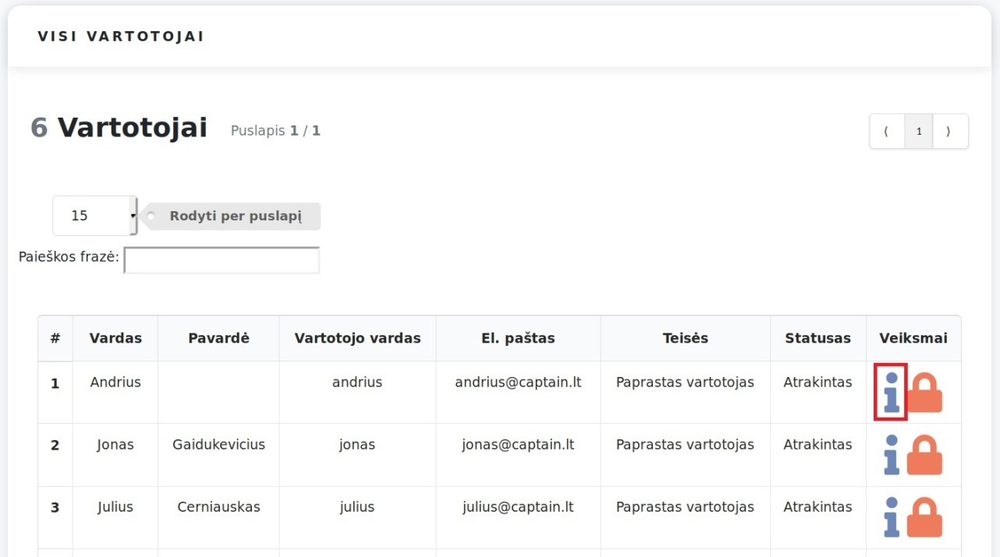 VISI VARTOTOJAI
6 Vartotojai Puslapis 1 / 1
⟨ 1 ⟩
15 Rodyti per puslapį
Paieškos frazė:
# Vardas Pavardė Vartotojo vardas El. paštas Teisės Statusas Veiksmai
1 Andrius andrius andrius@captain.lt Paprastas vartotojas Atrakintas
2 Jonas Gaidukevicius jonas jonas@captain.lt Paprastas vartotojas Atrakintas
3 Julius Cerniauskas julius julius@captain.lt Paprastas vartotojas Atrakintas